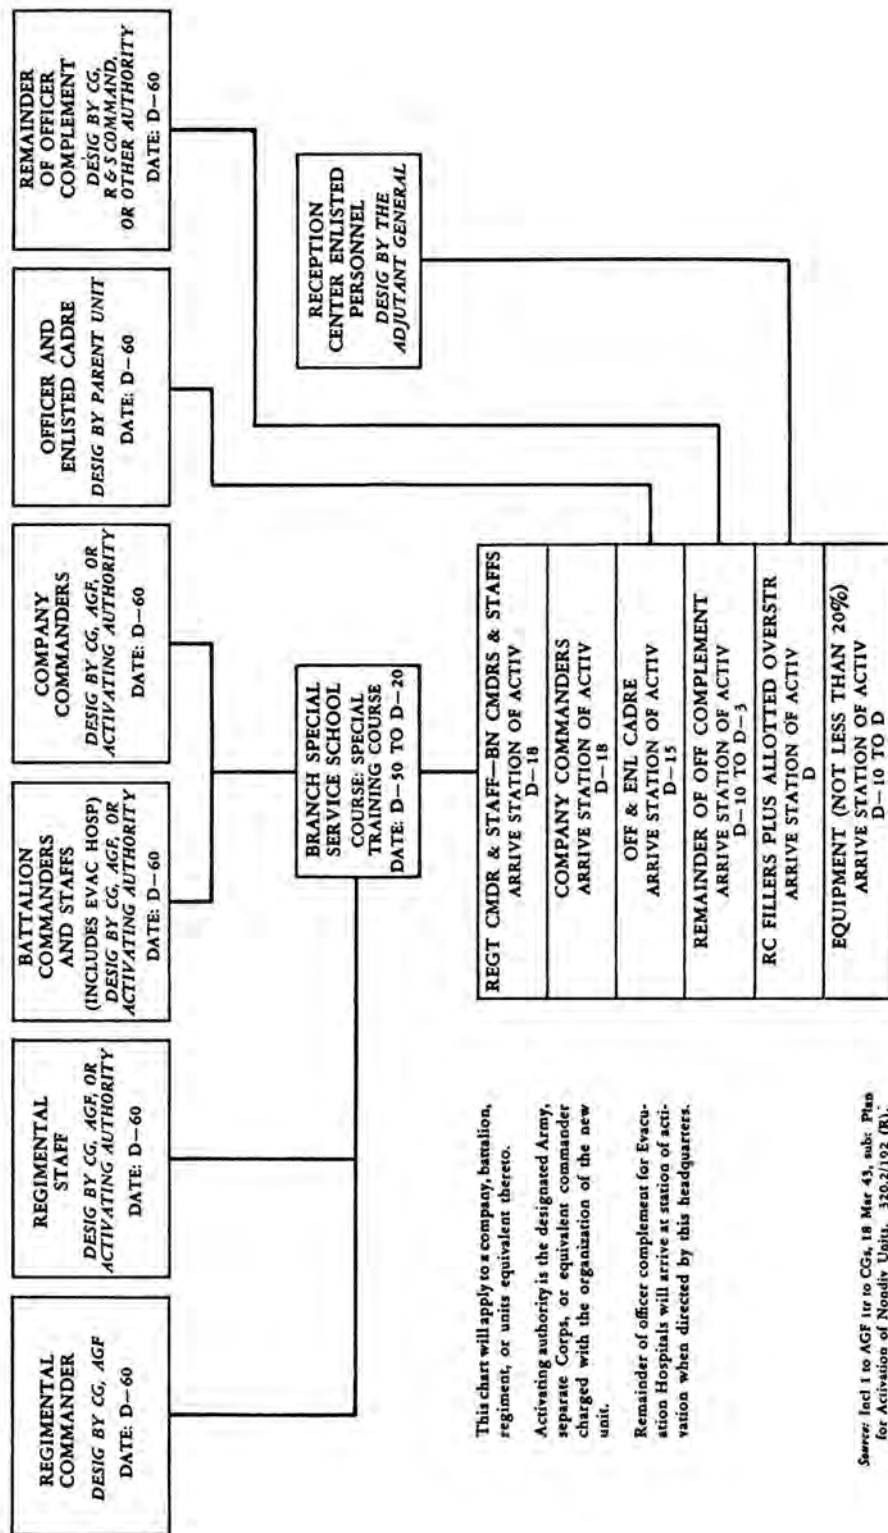 REGIMENTAL
COMMANDER
DESIG BY CG, AGF
DATE: D-60
REGIMENTAL
STAFF
DESIG BY CG, AGF, OR
ACTIVATING AUTHORITY
DATE: D-60
BATTALION
COMMANDERS
AND STAFFS
(INCLUDES EVAC HOSP)
DESIG BY CG, AGF, OR
ACTIVATING AUTHORITY
DATE: D-60
COMPANY
COMMANDERS
DESIG BY CG, AGF, OR
ACTIVATING AUTHORITY
DATE: D-60
OFFICER AND
ENLISTED CADRE
DESIG BY PARENT UNIT
DATE: D-60
REMAINDER
OF OFFICER
COMPLEMENT
DESIG BY CG,
R & S COMMAND,
OR OTHER AUTHORITY
DATE: D-60
BRANCH SPECIAL
SERVICE SCHOOL
COURSE: SPECIAL
TRAINING COURSE
DATE: D-50 TO D-20
RECEPTION
CENTER ENLISTED
PERSONNEL
DESIG BY THE
ADJUTANT GENERAL
REGT CMDR & STAFF—BN CMDRS & STAFFS
ARRIVE STATION OF ACTIV
D-18
COMPANY COMMANDERS
ARRIVE STATION OF ACTIV
D-18
OFF & ENL CADRE
ARRIVE STATION OF ACTIV
D-15
REMAINDER OF OFF COMPLEMENT
ARRIVE STATION OF ACTIV
D-10 TO D-3
RC FILLERS PLUS ALLOTTED OVERSTR
ARRIVE STATION OF ACTIV
D
EQUIPMENT (NOT LESS THAN 20%)
ARRIVE STATION OF ACTIV
D-10 TO D
This chart will apply to a company, battalion,
regiment, or units equivalent thereto.
Activating authority is the designated Army,
separate Corps, or equivalent commander
charged with the organization of the new
unit.
Remainder of officer complement for Evacu-
ation Hospitals will arrive at station of acti-
vation when directed by this headquarters.
Source: Incl 1 to AGF ltr to CGs, 18 Mar 43, sub: Plan
for Activation of Nondiv Units. 320.2/192 (R).